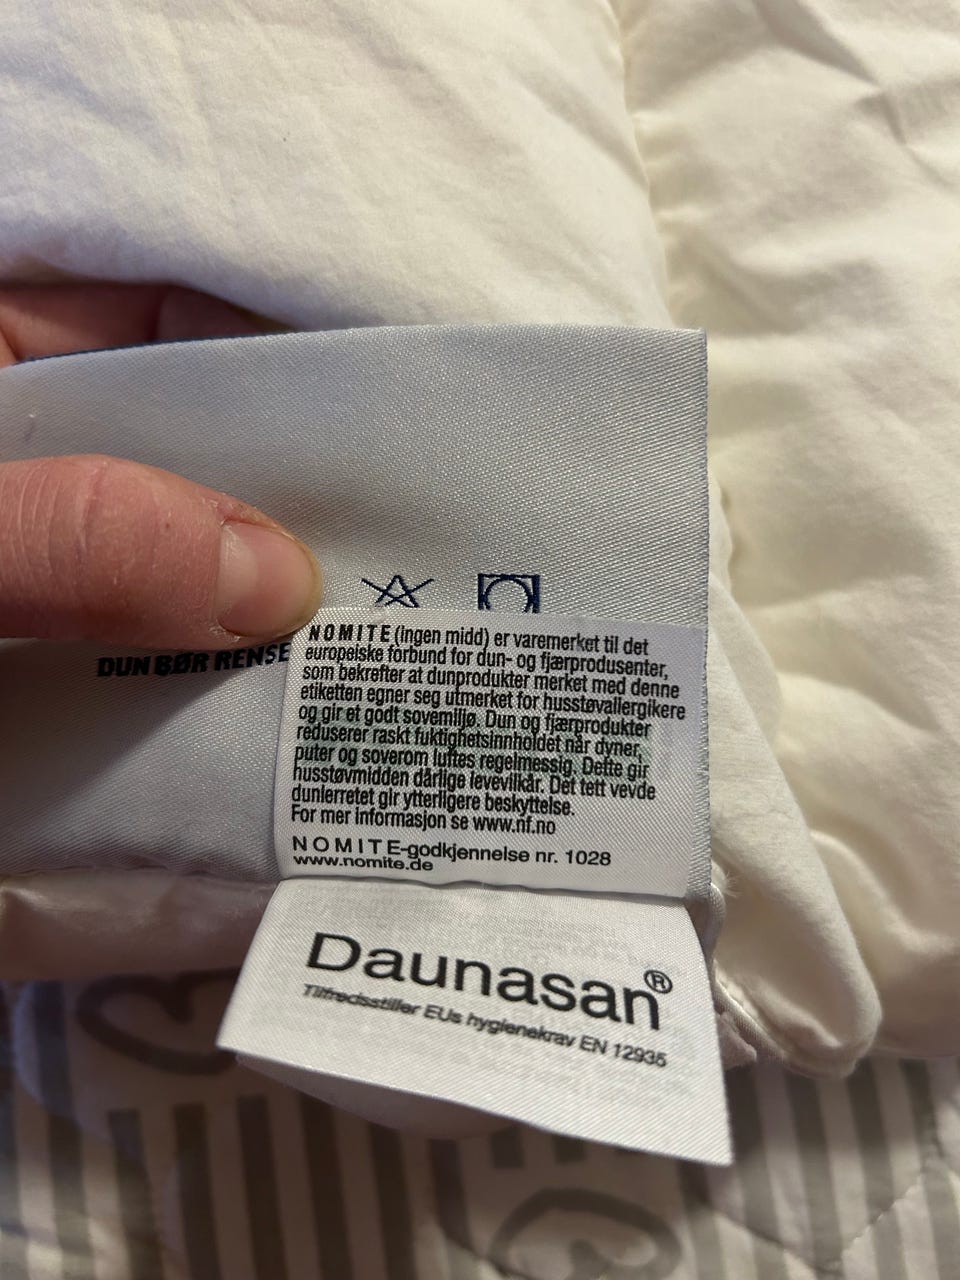 DUN BØR RENSE
NOMITE (ingen midd) er varemerket til det
europeiske forbund for dun- og fjærprodusenter,
som bekrefter at dunprodukter merket med denne
etiketten egner seg utmerket for husstøvallergikere
og gir et godt sovemiljø. Dun og fjærprodukter
reduserer raskt fuktighetsinnholdet når dyner,
puter og soverom luftes regelmessig. Dette gir
husstøvmidden dårlige levevilkår. Det tett vevde
dunlerretet gir ytterligere beskyttelse.
For mer informasjon se www.nf.no
NOMITE-godkjennelse nr. 1028
www.nomite.de
Daunasan®
Tilfredsstiller EUs hygienekrav EN 12935